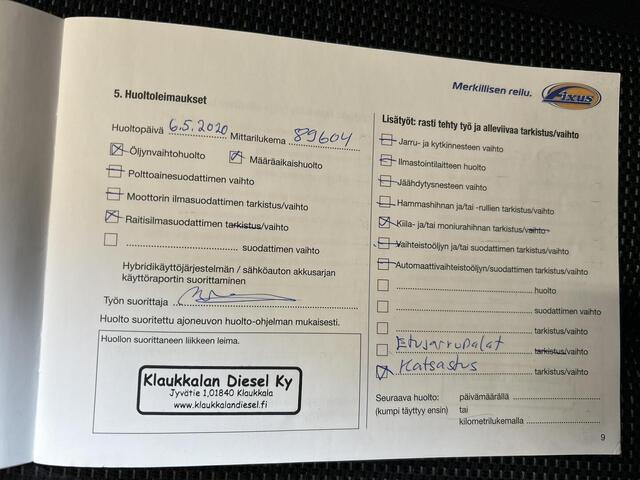 Merkillisen reilu. Fixus
5. Huoltoleimaukset
Huoltopäivä 6.5.2020 Mittarilukema 89604
Öljynvaihtohuolto Määräaikaishuolto
Polttoainesuodattimen vaihto
Moottorin ilmasuodattimen tarkistus/vaihto
Raitisilmasuodattimen tarkistus/vaihto
suodattimen vaihto
Hybridikäyttöjärjestelmän / sähköauton akkusarjan
käyttöraportin suorittaminen
Työn suorittaja
Huolto suoritettu ajoneuvon huolto-ohjelman mukaisesti.
Huollon suorittaneen liikkeen leima.
Klaukkalan Diesel Ky
Jyvätie 1,01840 Klaukkala
www.klaukkalandiesel.fi
Lisätyöt: rasti tehty työ ja alleviivaa tarkistus/vaihto
Jarru- ja kytkinnesteen vaihto
Ilmastointilaitteen huolto
Jäähdytysnesteen vaihto
Hammashihnan ja/tai -rullien tarkistus/vaihto
Kiila- ja/tai moniurahihnan tarkistus/vaihto
Vaihteistoöljyn ja/tai suodattimen tarkistus/vaihto
Automaattivaihteistoöljyn/suodattimen tarkistus/vaihto
huolto
suodattimen vaihto
tarkistus/vaihto
Etujarrupalat tarkistus/vaihto
Katsastus tarkistus/vaihto
Seuraava huolto: päivämäärällä
(kumpi täyttyy ensin) tai
kilometrilukemalla
9